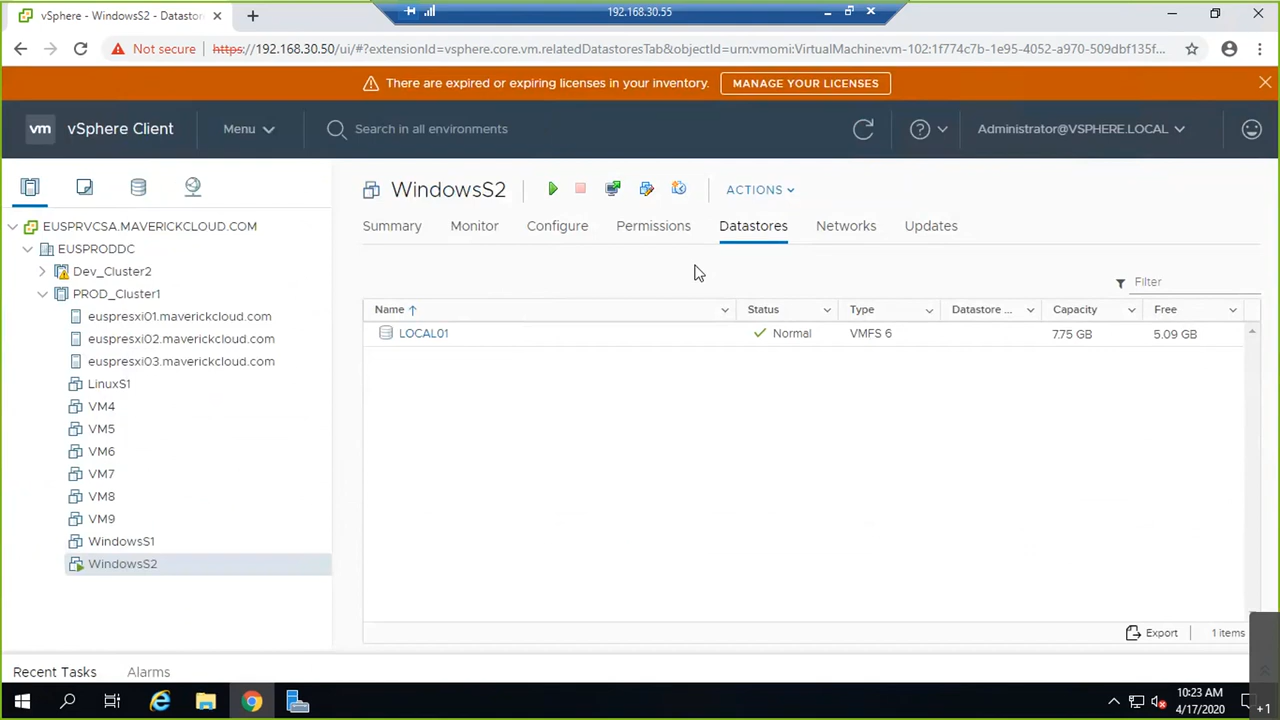 vSphere - WindowsS2 - Datastor
192.168.30.55
Not secure
https://192.168.30.50/ui/#?extensionId=vsphere.core.vm.relatedDatastoresTab&objectId=urn:vmomi:VirtualMachine:vm-102:1f774c7b-1e95-4052-a970-509dbf135f...
There are expired or expiring licenses in your inventory.
MANAGE YOUR LICENSES
vm vSphere Client
Menu
Search in all environments
Administrator@VSPHERE.LOCAL
WindowsS2
ACTIONS
Summary
Monitor
Configure
Permissions
Datastores
Networks
Updates
EUSPRVCSA.MAVERICKCLOUD.COM
EUSPRODDC
Dev_Cluster2
PROD_Cluster1
euspresxi01.maverickcloud.com
euspresxi02.maverickcloud.com
euspresxi03.maverickcloud.com
LinuxS1
VM4
VM5
VM6
VM7
VM8
VM9
WindowsS1
WindowsS2
Filter
Name Status Type Datastore ... Capacity Free
LOCAL01 Normal VMFS 6 7.75 GB 5.09 GB
Export
1 items
Recent Tasks
Alarms
10:23 AM
4/17/2020
+1